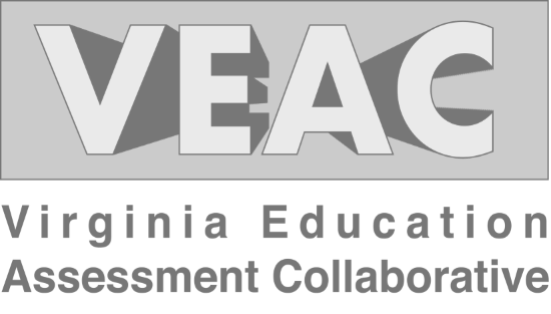 VEAC
Virginia Education
Assessment Collaborative